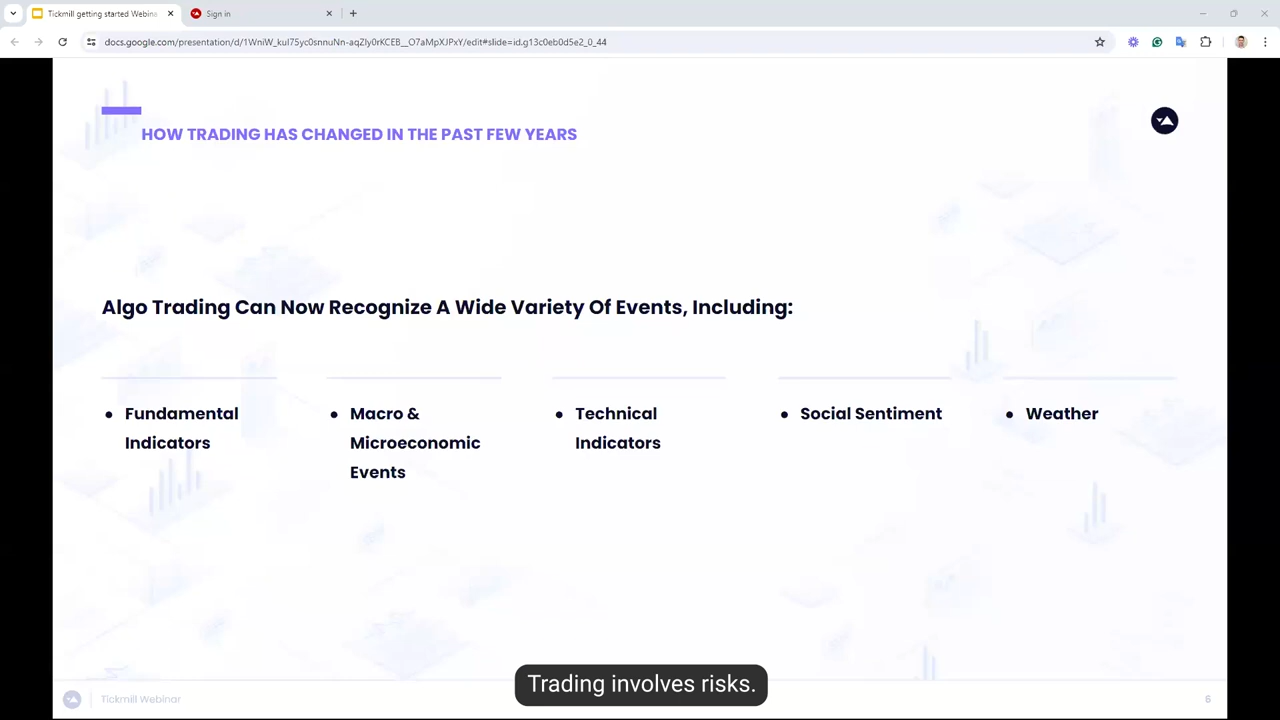 Tickmill getting started Webina
Sign in
docs.google.com/presentation/d/1WniW_kul75yc0snnuNn-aqZly0rKCEB__O7aMpXJPxY/edit#slide=id.g13c0eb0d5e2_0_44
HOW TRADING HAS CHANGED IN THE PAST FEW YEARS
Algo Trading Can Now Recognize A Wide Variety Of Events, Including:
● Fundamental
Indicators
● Macro &
Microeconomic
Events
● Technical
Indicators
● Social Sentiment
● Weather
Trading involves risks.
Tickmill Webinar
6